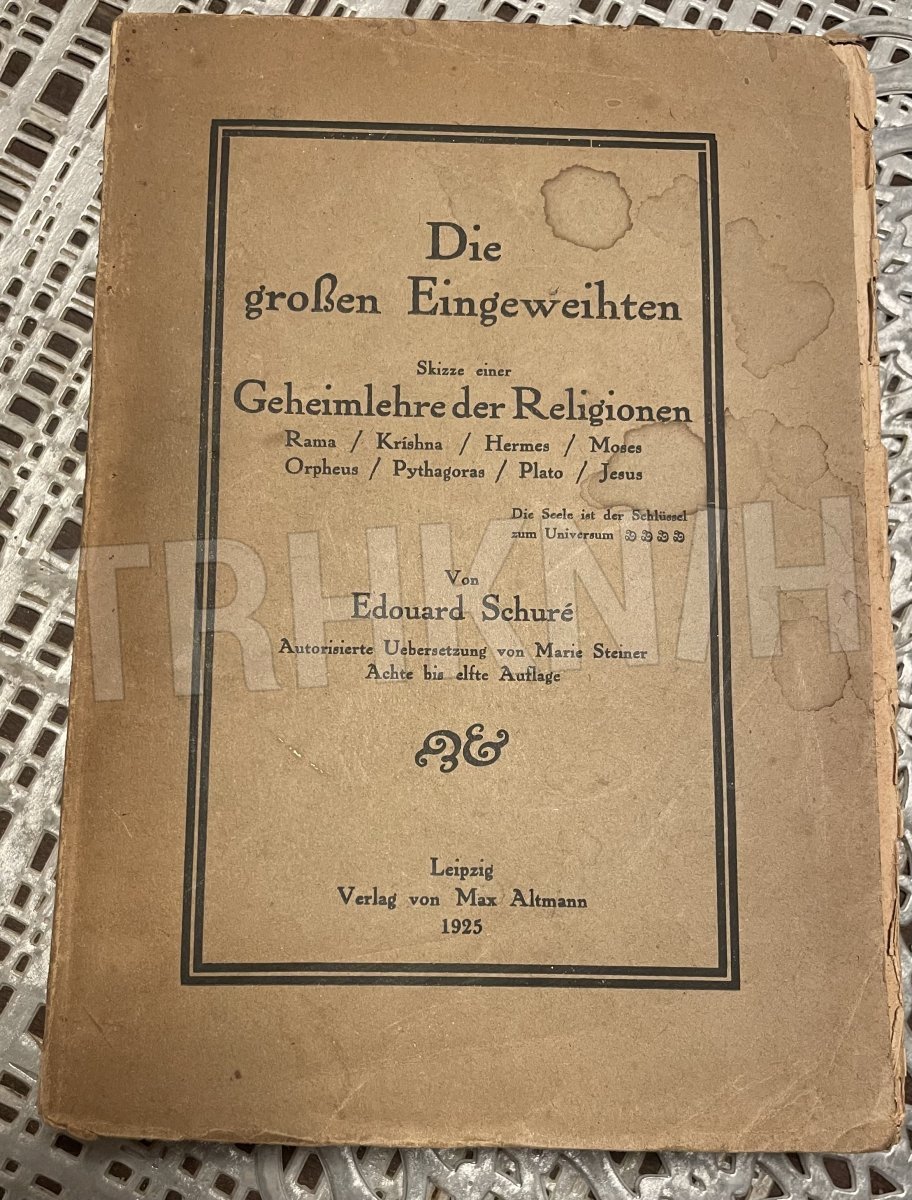 Die
großen Eingeweihten
Skizze einer
Geheimlehre der Religionen
Rama / Krishna / Hermes / Moses
Orpheus / Pythagoras / Plato / Jesus
Die Seele ist der Schlüssel
zum Universum
TRHKNIH
Von
Edouard Schuré
Autorisierte Uebersetzung von Marie Steiner
Achte bis elfte Auflage
Leipzig
Verlag von Max Altmann
1925